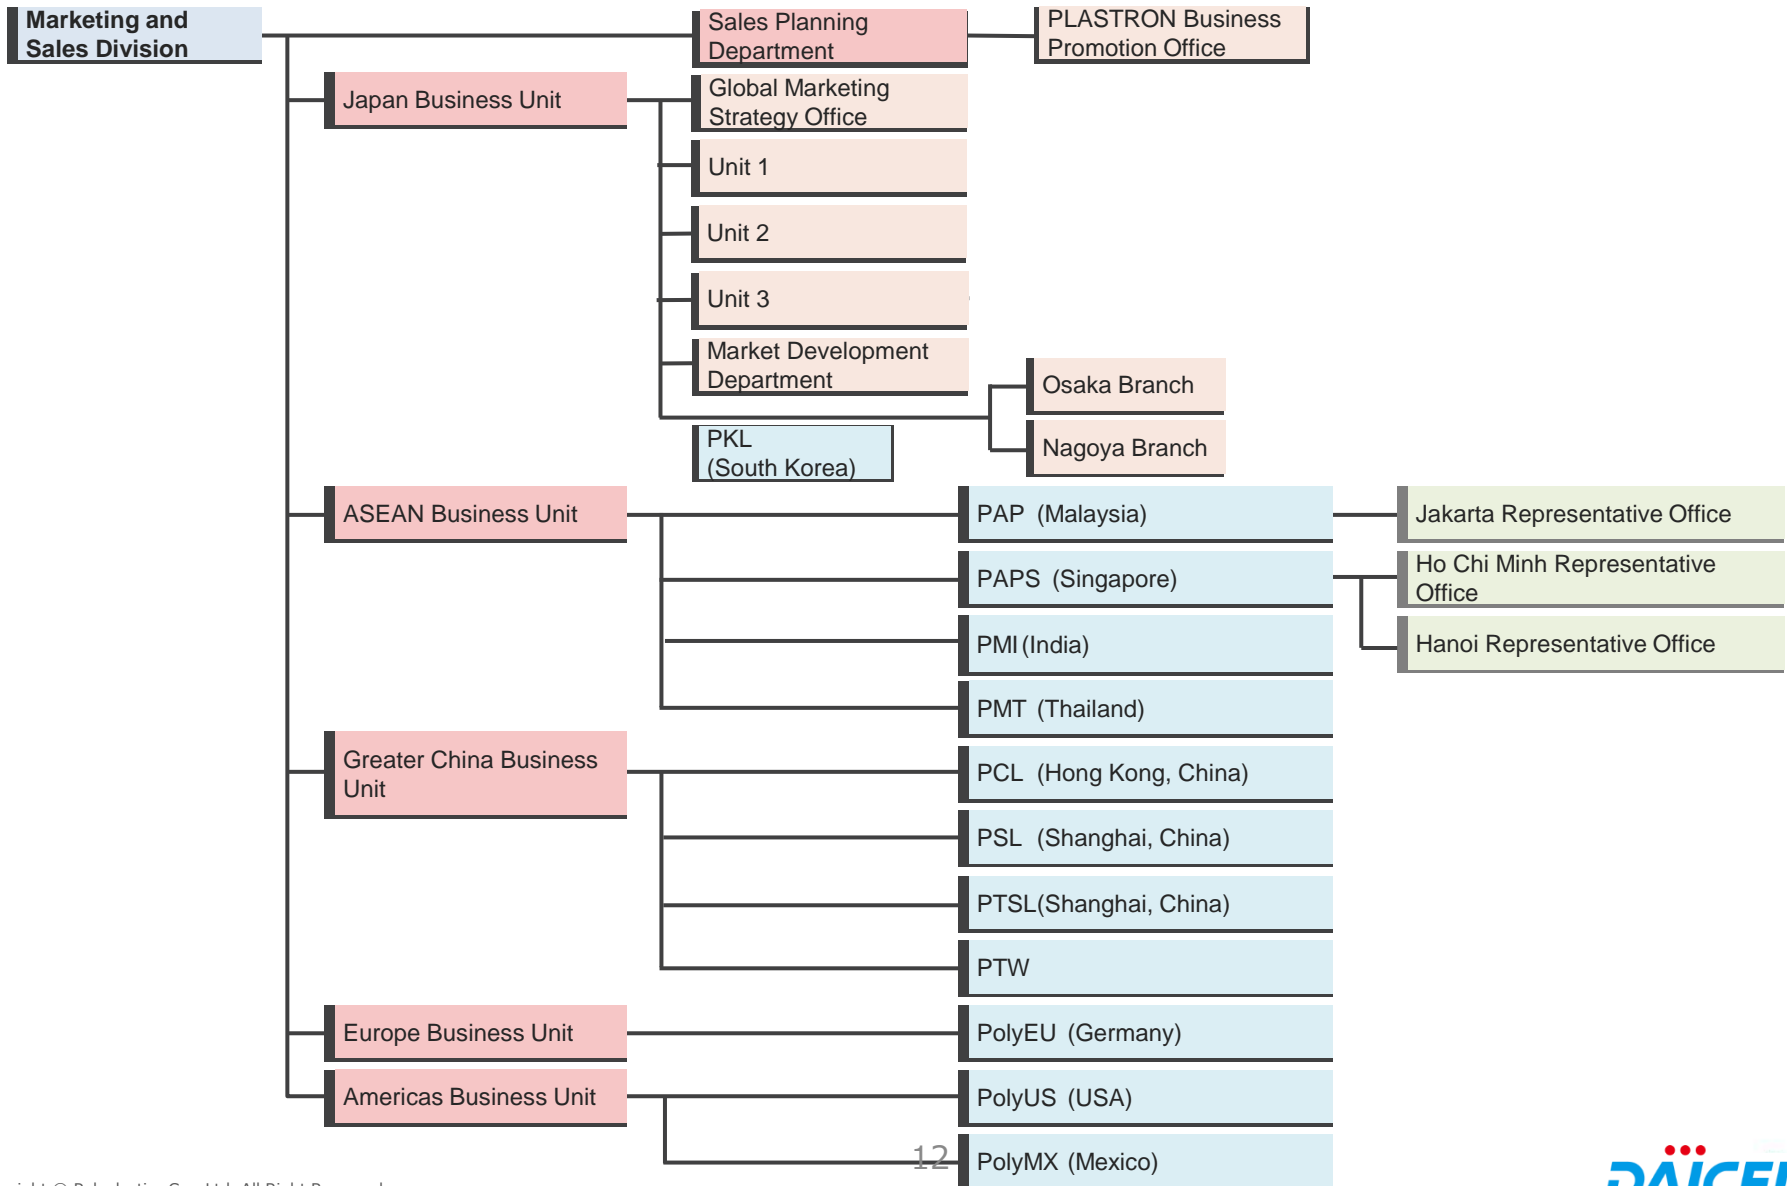 Marketing and
Sales Division
Sales Planning
Department
PLASTRON Business
Promotion Office
Japan Business Unit
Global Marketing
Strategy Office
Unit 1
Unit 2
Unit 3
Market Development
Department
Osaka Branch
Nagoya Branch
PKL
(South Korea)
ASEAN Business Unit
PAP (Malaysia)
Jakarta Representative Office
PAPS (Singapore)
Ho Chi Minh Representative
Office
PMI (India)
Hanoi Representative Office
PMT (Thailand)
Greater China Business
Unit
PCL (Hong Kong, China)
PSL (Shanghai, China)
PTSL(Shanghai, China)
PTW
Europe Business Unit
PolyEU (Germany)
Americas Business Unit
PolyUS (USA)
12
PolyMX (Mexico)
DAICEL